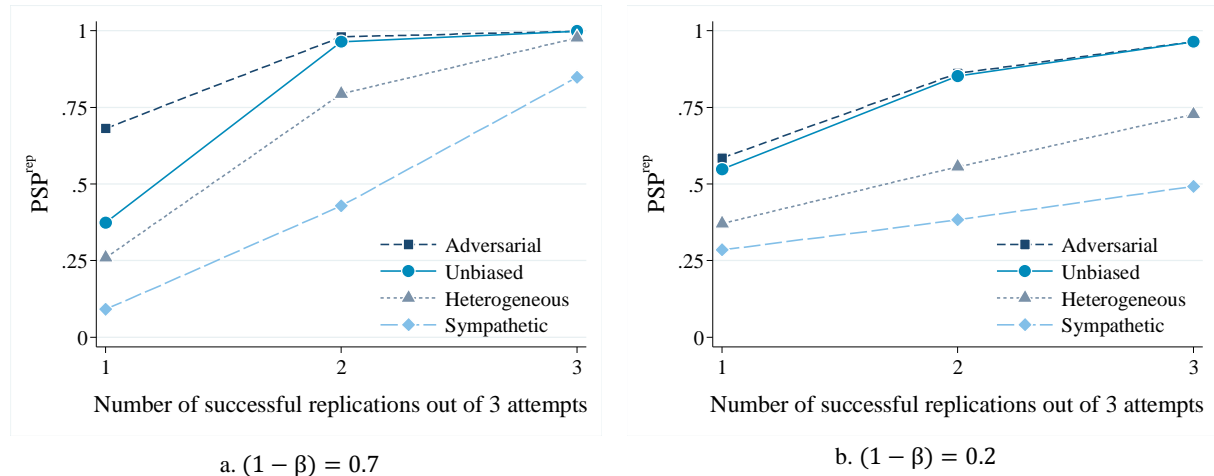 1
.75
.5
.25
0
PSP^rep
Adversarial
Unbiased
Heterogeneous
Sympathetic
1 2 3
Number of successful replications out of 3 attempts
a. (1 − β) = 0.7
1
.75
.5
.25
0
PSP^rep
Adversarial
Unbiased
Heterogeneous
Sympathetic
1 2 3
Number of successful replications out of 3 attempts
b. (1 − β) = 0.2